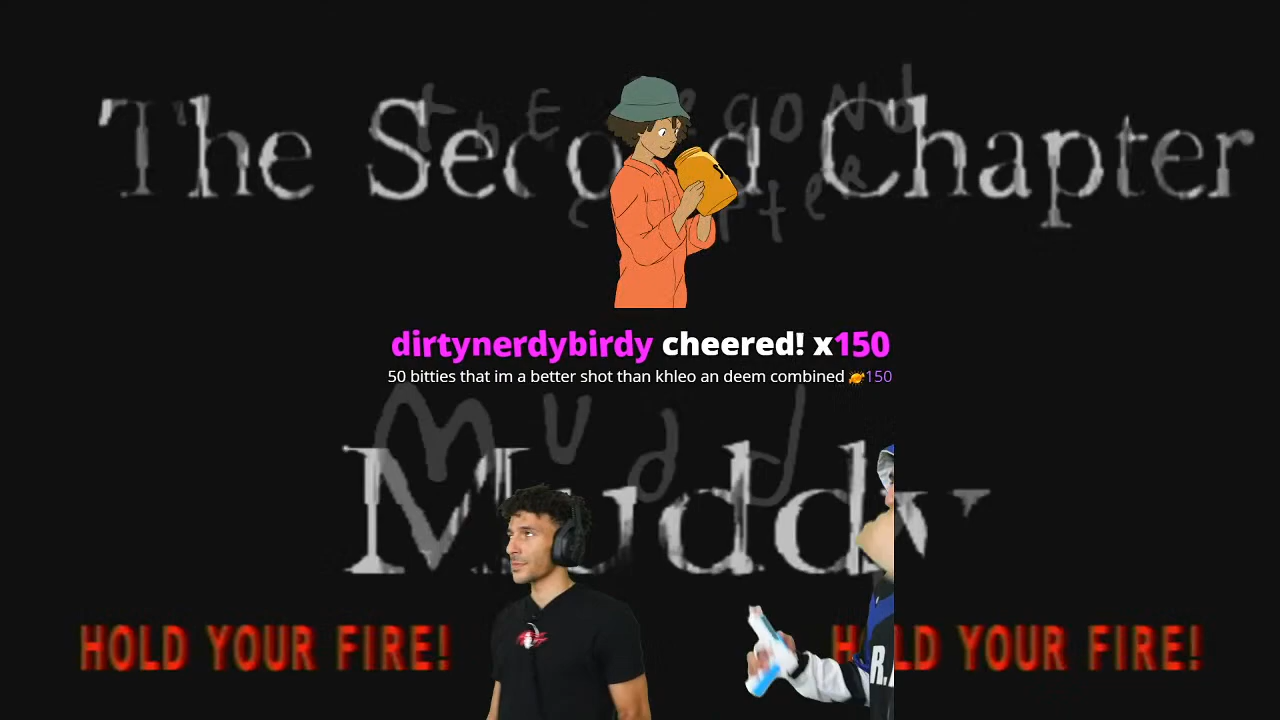 The Second Chapter
dirtynerdybirdy cheered! x150
50 bitties that im a better shot than khleo an deem combined 150
Muddy
HOLD YOUR FIRE! HOLD YOUR FIRE!